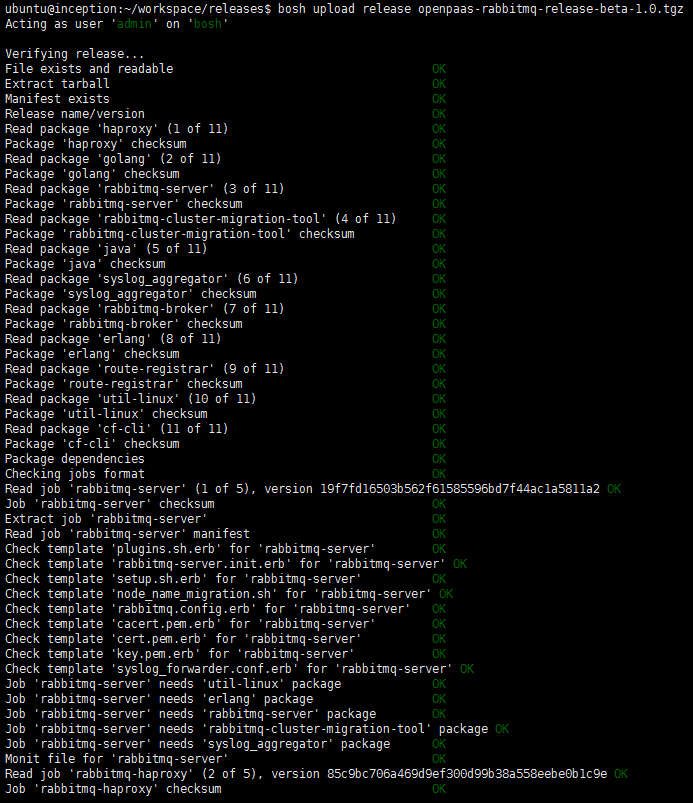 ubuntu@inception:~/workspace/releases$ bosh upload release openpaas-rabbitmq-release-beta-1.0.tgz
Acting as user 'admin' on 'bosh'
Verifying release...
File exists and readable OK
Extract tarball OK
Manifest exists OK
Release name/version OK
Read package 'haproxy' (1 of 11) OK
Package 'haproxy' checksum OK
Read package 'golang' (2 of 11) OK
Package 'golang' checksum OK
Read package 'rabbitmq-server' (3 of 11) OK
Package 'rabbitmq-server' checksum OK
Read package 'rabbitmq-cluster-migration-tool' (4 of 11) OK
Package 'rabbitmq-cluster-migration-tool' checksum OK
Read package 'java' (5 of 11) OK
Package 'java' checksum OK
Read package 'syslog_aggregator' (6 of 11) OK
Package 'syslog_aggregator' checksum OK
Read package 'rabbitmq-broker' (7 of 11) OK
Package 'rabbitmq-broker' checksum OK
Read package 'erlang' (8 of 11) OK
Package 'erlang' checksum OK
Read package 'route-registrar' (9 of 11) OK
Package 'route-registrar' checksum OK
Read package 'util-linux' (10 of 11) OK
Package 'util-linux' checksum OK
Read package 'cf-cli' (11 of 11) OK
Package 'cf-cli' checksum OK
Package dependencies OK
Checking jobs format OK
Read job 'rabbitmq-server' (1 of 5), version 19f7fd16503b562f61585596bd7f44ac1a5811a2 OK
Job 'rabbitmq-server' checksum OK
Extract job 'rabbitmq-server' OK
Read job 'rabbitmq-server' manifest OK
Check template 'plugins.sh.erb' for 'rabbitmq-server' OK
Check template 'rabbitmq-server.init.erb' for 'rabbitmq-server' OK
Check template 'setup.sh.erb' for 'rabbitmq-server' OK
Check template 'node_name_migration.sh' for 'rabbitmq-server' OK
Check template 'rabbitmq.config.erb' for 'rabbitmq-server' OK
Check template 'cacert.pem.erb' for 'rabbitmq-server' OK
Check template 'cert.pem.erb' for 'rabbitmq-server' OK
Check template 'key.pem.erb' for 'rabbitmq-server' OK
Check template 'syslog_forwarder.conf.erb' for 'rabbitmq-server' OK
Job 'rabbitmq-server' needs 'util-linux' package OK
Job 'rabbitmq-server' needs 'erlang' package OK
Job 'rabbitmq-server' needs 'rabbitmq-server' package OK
Job 'rabbitmq-server' needs 'rabbitmq-cluster-migration-tool' package OK
Job 'rabbitmq-server' needs 'syslog_aggregator' package OK
Monit file for 'rabbitmq-server' OK
Read job 'rabbitmq-haproxy' (2 of 5), version 85c9bc706a469d9ef300d99b38a558eebe0b1c9e OK
Job 'rabbitmq-haproxy' checksum OK